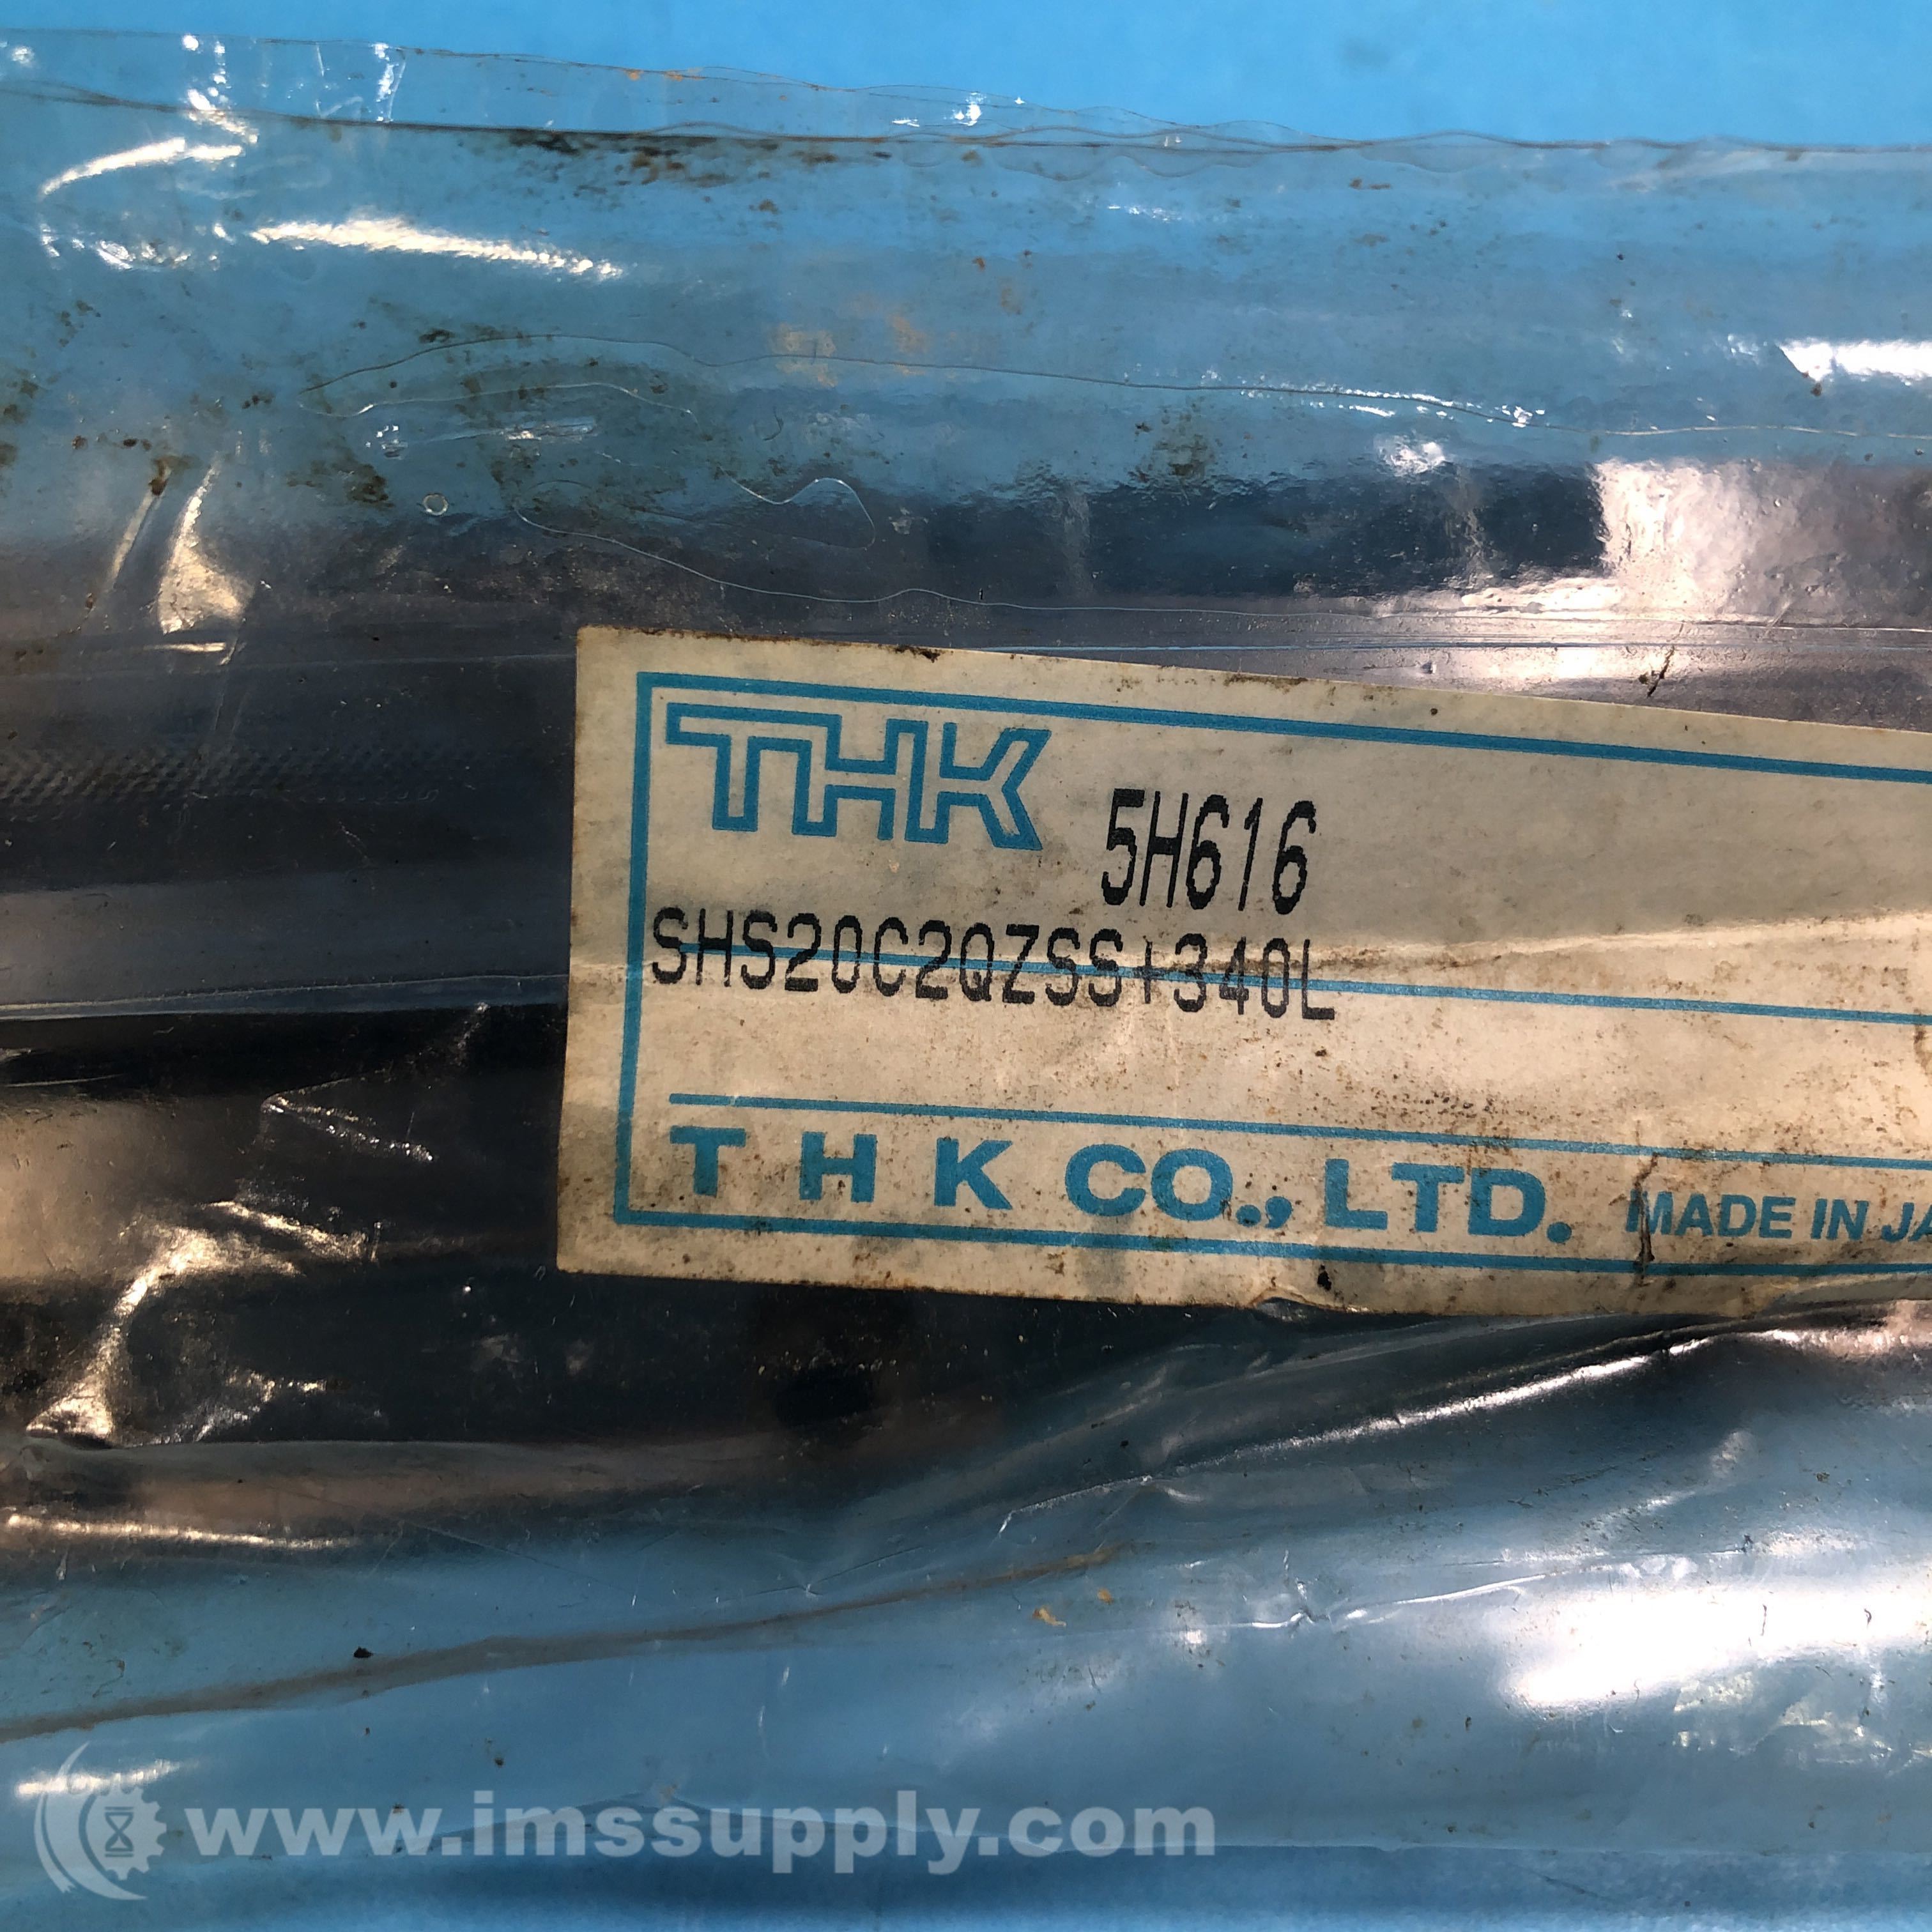 THK 5H616
SHS20C2QZSS+340L
THK CO., LTD. MADE IN JA
www.imssupply.com